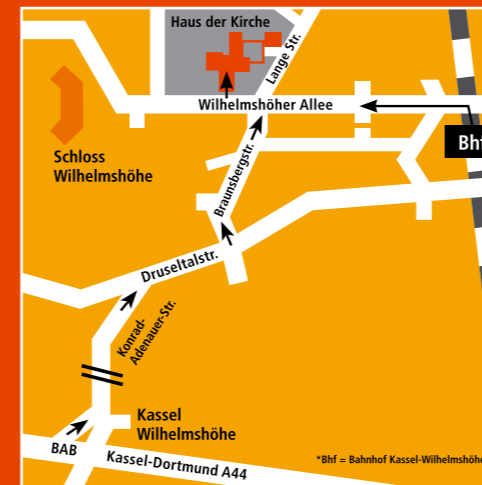 Haus der Kirche
Lange Str.
Wilhelmshöher Allee
Bhf
Schloss
Wilhelmshöhe
Braunsbergstr.
Druseltalstr.
Konrad-
Adenauer-Str.
Kassel
Wilhelmshöhe
BAB
Kassel-Dortmund A44
*Bhf = Bahnhof Kassel-Wilhelmshöhe